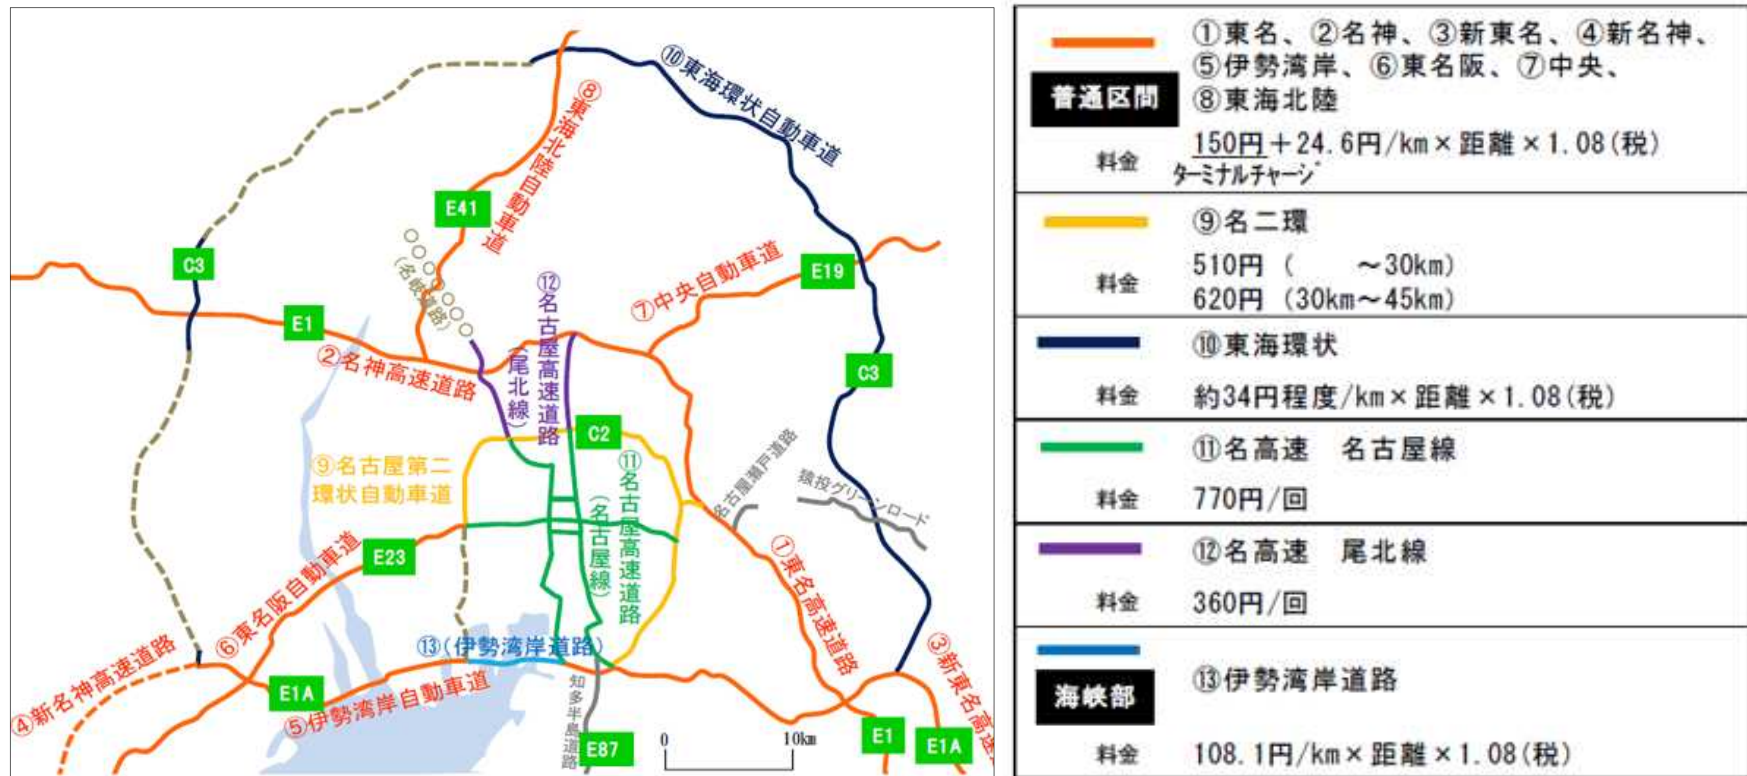 ⑩東海環状自動車道
⑧東海北陸自動車道
E41
C3
(名岐道路)
⑫名古屋高速道路
(尾北線)
⑦中央自動車道
E19
E1
②名神高速道路
C3
C2
⑨名古屋第二
環状自動車道
⑪名古屋高速道路
(名古屋線)
名古屋瀬戸道路
猿投グリーンロード
E23
⑥東名阪自動車道
①東名高速道路
⑬(伊勢湾岸道路)
④新名神高速道路
E1A
⑤伊勢湾岸自動車道
知多半島道路
E87
0
10km
③新東名高速
E1
E1A
①東名、②名神、③新東名、④新名神、
⑤伊勢湾岸、⑥東名阪、⑦中央、
⑧東海北陸
普通区間
料金 150円+24.6円/km×距離×1.08(税)
ターミナルチャージ
⑨名二環
料金 510円 ( ~30km)
620円 (30km~45km)
⑩東海環状
料金 約34円程度/km×距離×1.08(税)
⑪名高速 名古屋線
料金 770円/回
⑫名高速 尾北線
料金 360円/回
海峡部
⑬伊勢湾岸道路
料金 108.1円/km×距離×1.08(税)